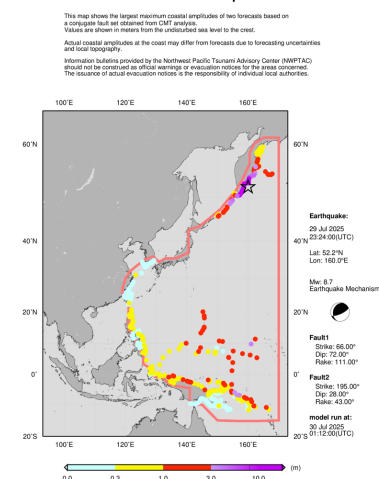 This map shows the largest maximum coastal amplitudes of two forecasts based on
a conjugate fault set obtained from CMT analysis.
Values are shown in meters from the undisturbed sea level to the crest.
Actual coastal amplitudes at the coast may differ from forecasts due to forecasting uncertainties
and local topography.
Information bulletins provided by the Northwest Pacific Tsunami Advisory Center (NWPTAC)
should not be construed as official warnings or evacuation notices for the areas concerned.
The issuance of actual evacuation notices is the responsibility of individual local authorities.
100˚E 120˚E 140˚E 160˚E
60˚N 60˚N
40˚N 40˚N
20˚N 20˚N
0˚ 0˚
20˚S 20˚S
100˚E 120˚E 140˚E 160˚E
Earthquake:
29 Jul 2025
23:24:00(UTC)
Lat: 52.2°N
Lon: 160.0°E
Mw: 8.7
Earthquake Mechanism
Fault1
Strike: 66.00°
Dip: 72.00°
Rake: 111.00°
Fault2
Strike: 195.00°
Dip: 28.00°
Rake: 43.00°
model run at:
30 Jul 2025
01:12:00(UTC)
(m)
0.0 0.3 1.0 3.0 10.0